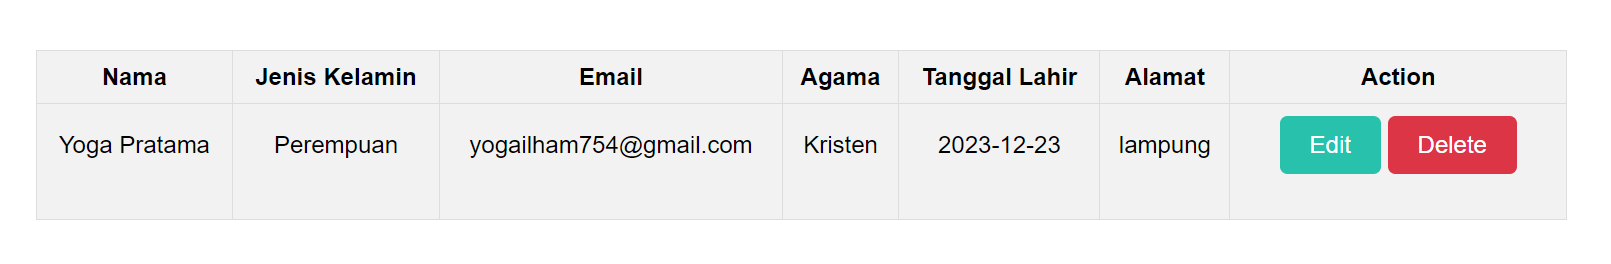 Nama Jenis Kelamin Email Agama Tanggal Lahir Alamat Action
Yoga Pratama Perempuan yogailham754@gmail.com Kristen 2023-12-23 lampung Edit Delete